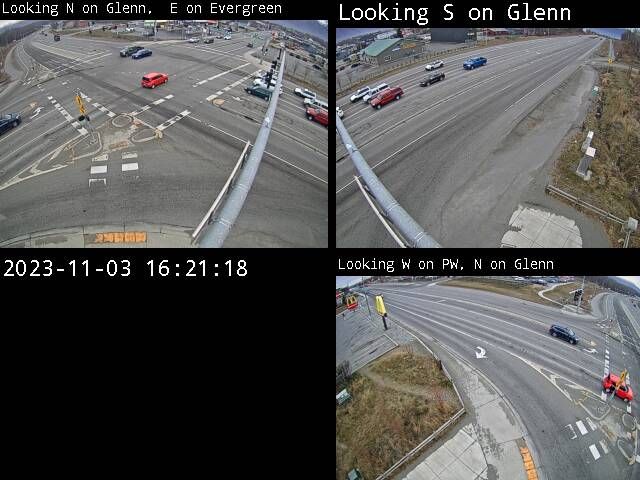 Looking N on Glenn,  E on Evergreen
Looking S on Glenn
2023-11-03 16:21:18
Looking W on PW, N on Glenn